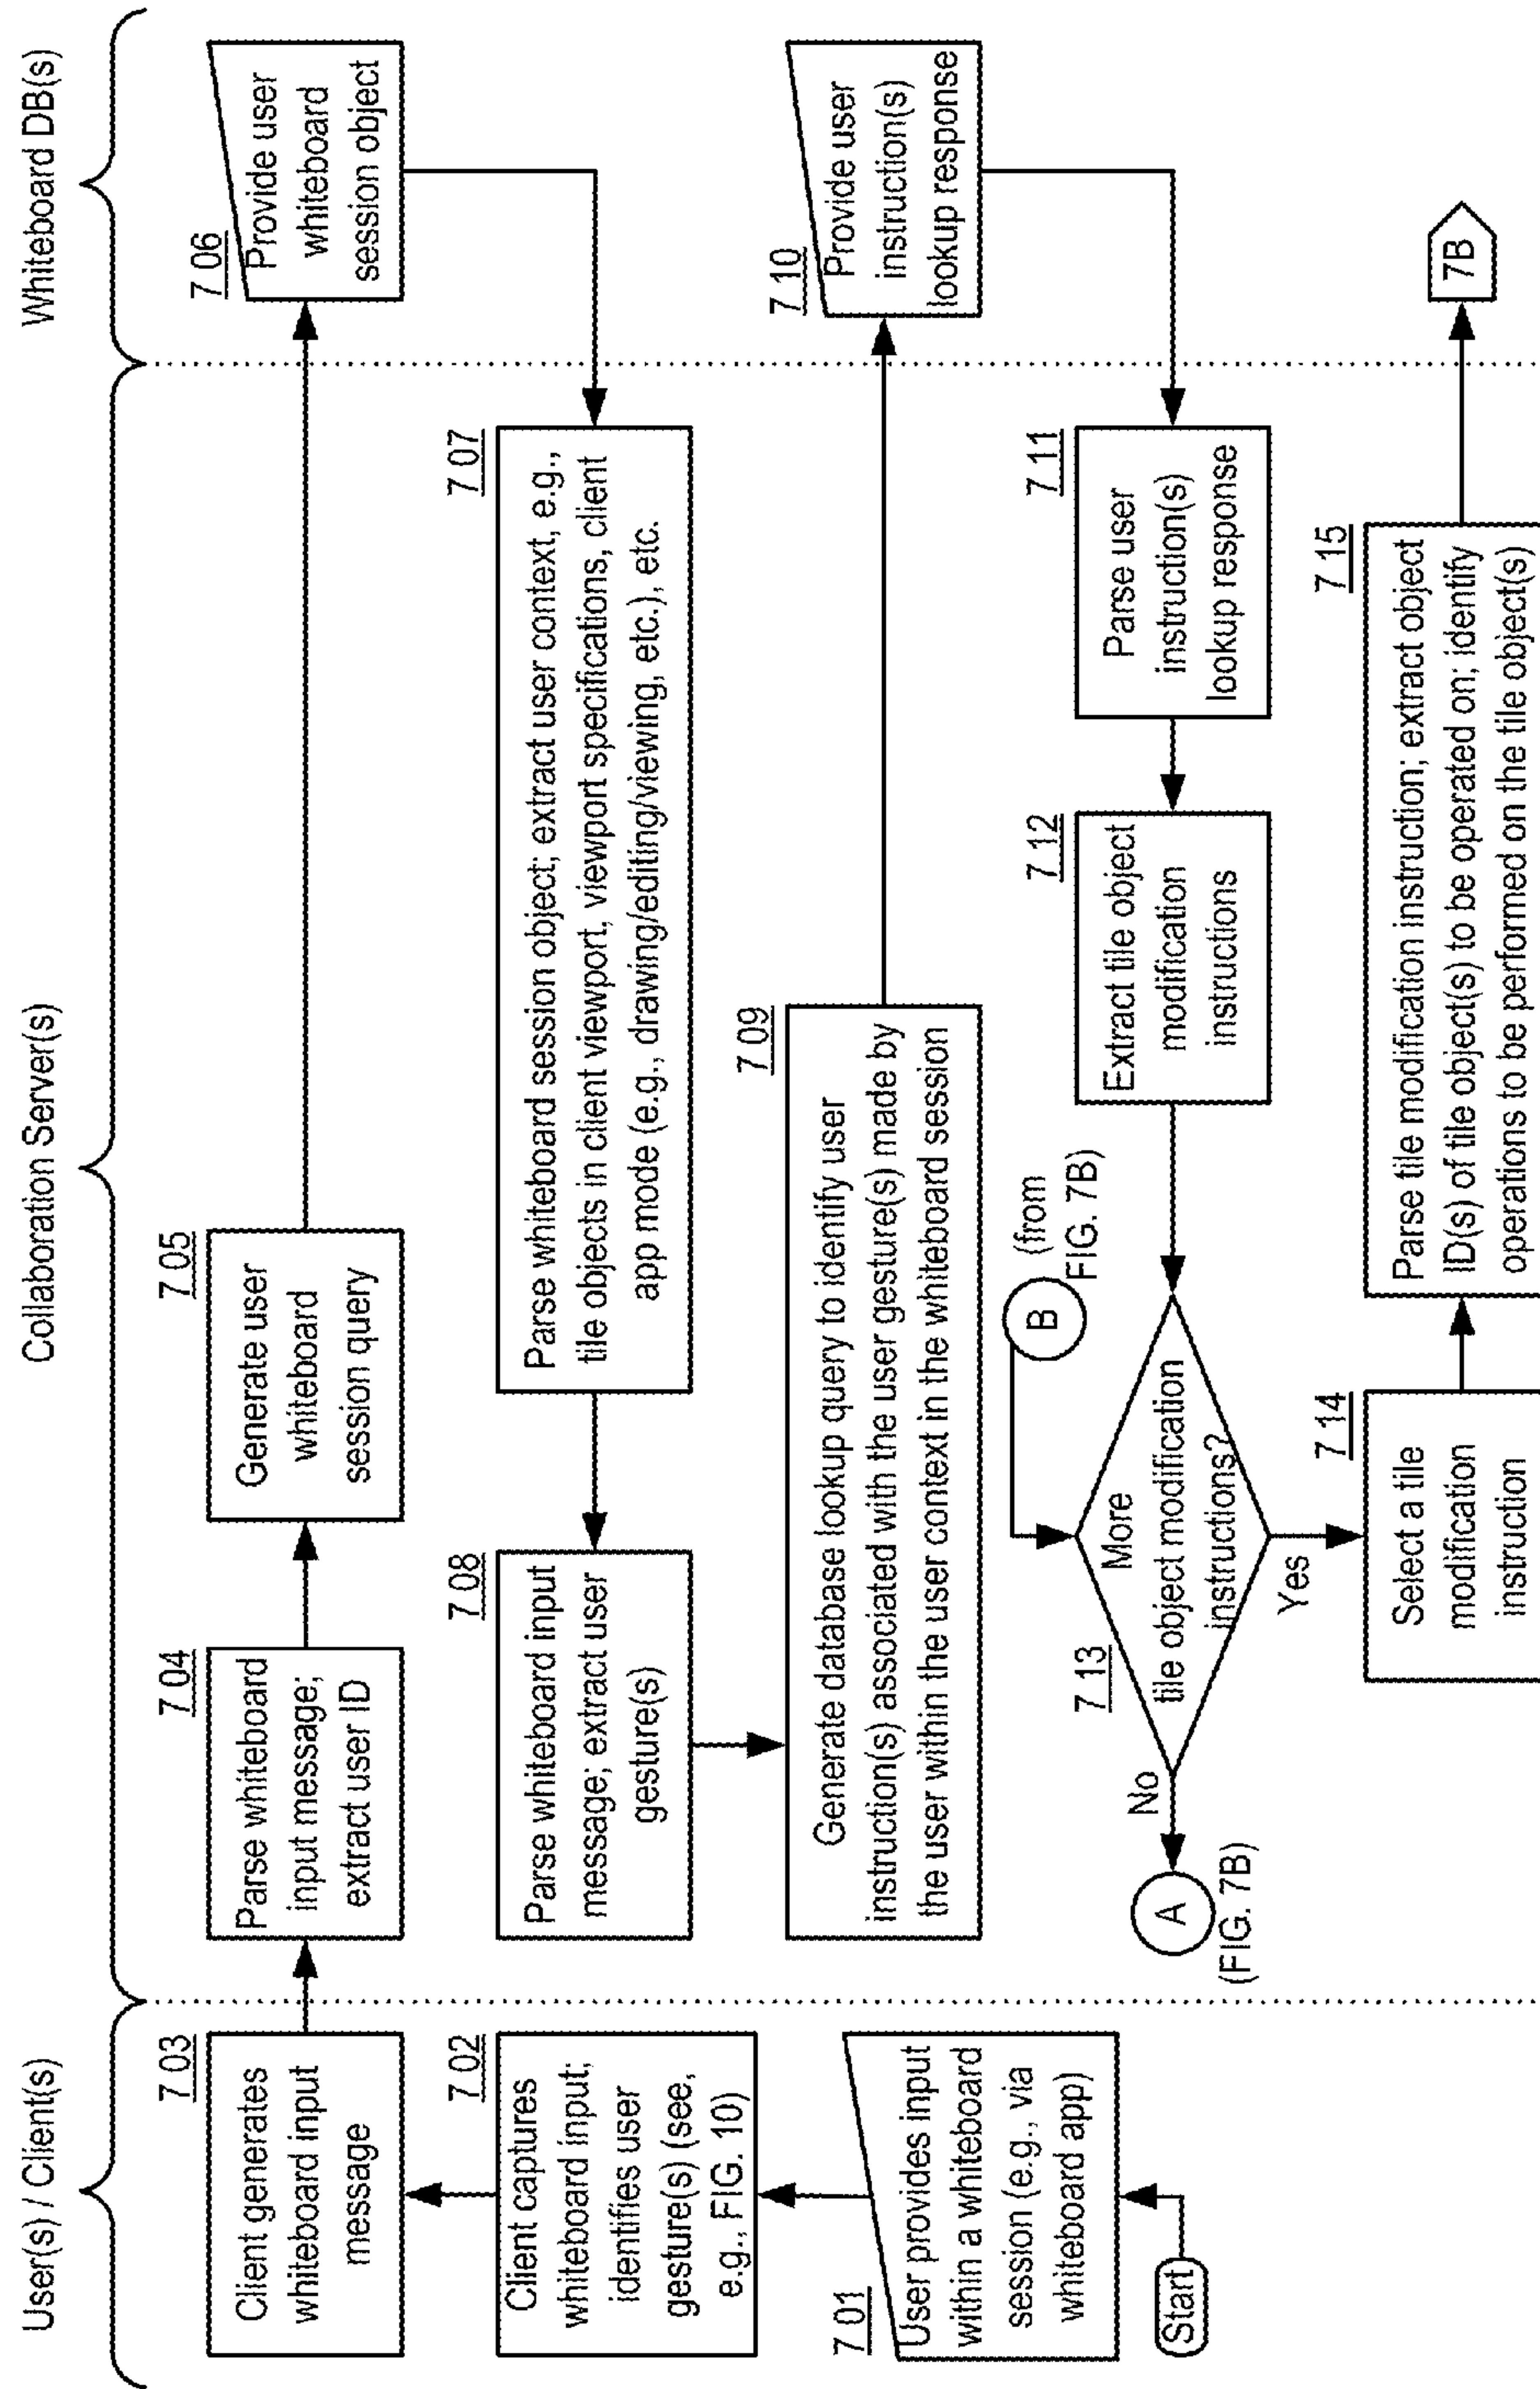 User(s) / Client(s)
Collaboration Server(s)
Whiteboard DB(s)
7 03
Client generates
whiteboard input
message
7 02
Client captures
whiteboard input;
identifies user
gesture(s) (see,
e.g., FIG. 10)
7 01
User provides input
within a whiteboard
session (e.g., via
whiteboard app)
Start
7 04
Parse whiteboard
input message;
extract user ID
7 05
Generate user
whiteboard
session query
7 06
Provide user
whiteboard
session object
7 07
Parse whiteboard session object; extract user context, e.g.,
tile objects in client viewport, viewport specifications, client
app mode (e.g., drawing/editing/viewing, etc.), etc.
7 08
Parse whiteboard input
message; extract user
gesture(s)
7 09
Generate database lookup query to identify user
instruction(s) associated with the user gesture(s) made by
the user within the user context in the whiteboard session
7 10
Provide user
instruction(s)
lookup response
7 11
Parse user
instruction(s)
lookup response
7 12
Extract tile object
modification
instructions
B
(from
FIG. 7B)
7 13
More
tile object modification
instructions?
No
A
(FIG. 7B)
Yes
7 14
Select a tile
modification
instruction
7 15
Parse tile modification instruction; extract object
ID(s) of tile object(s) to be operated on; identify
operations to be performed on the tile object(s)
7B